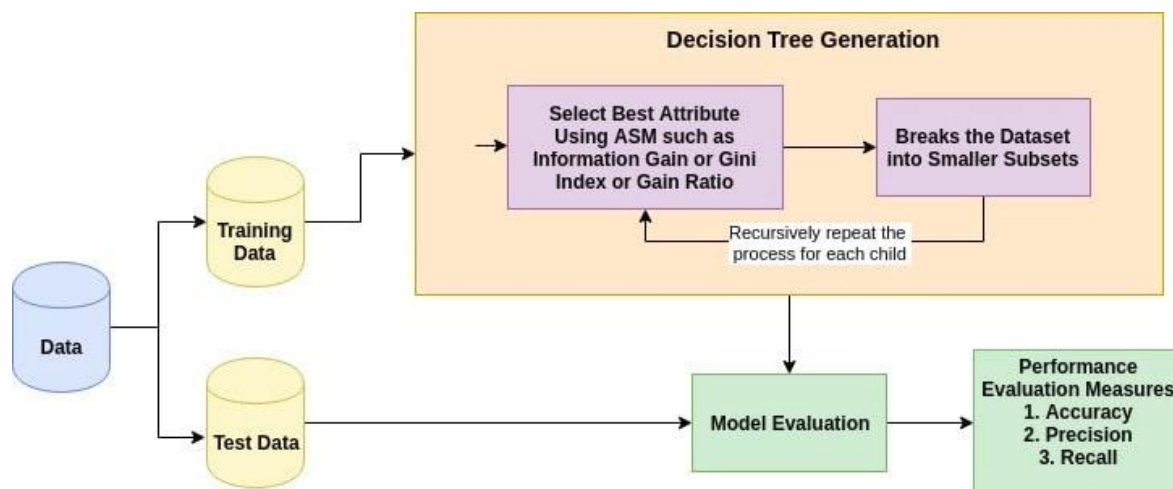 Decision Tree Generation
Select Best Attribute
Using ASM such as
Information Gain or Gini
Index or Gain Ratio
Breaks the Dataset
into Smaller Subsets
Recursively repeat the
process for each child
Training
Data
Data
Test Data
Model Evaluation
Performance
Evaluation Measures
1. Accuracy
2. Precision
3. Recall